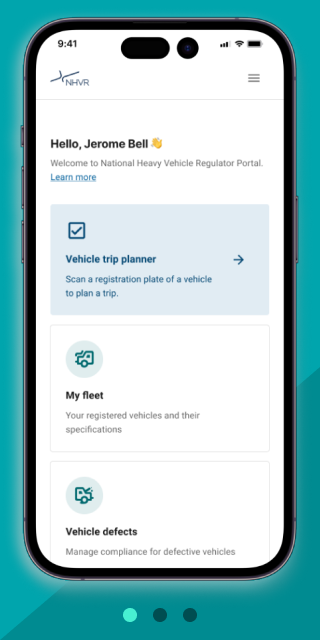 9:41
NHVR
Hello, Jerome Bell 👋
Welcome to National Heavy Vehicle Regulator Portal.
Learn more
Vehicle trip planner
Scan a registration plate of a vehicle
to plan a trip.
My fleet
Your registered vehicles and their
specifications
Vehicle defects
Manage compliance for defective vehicles